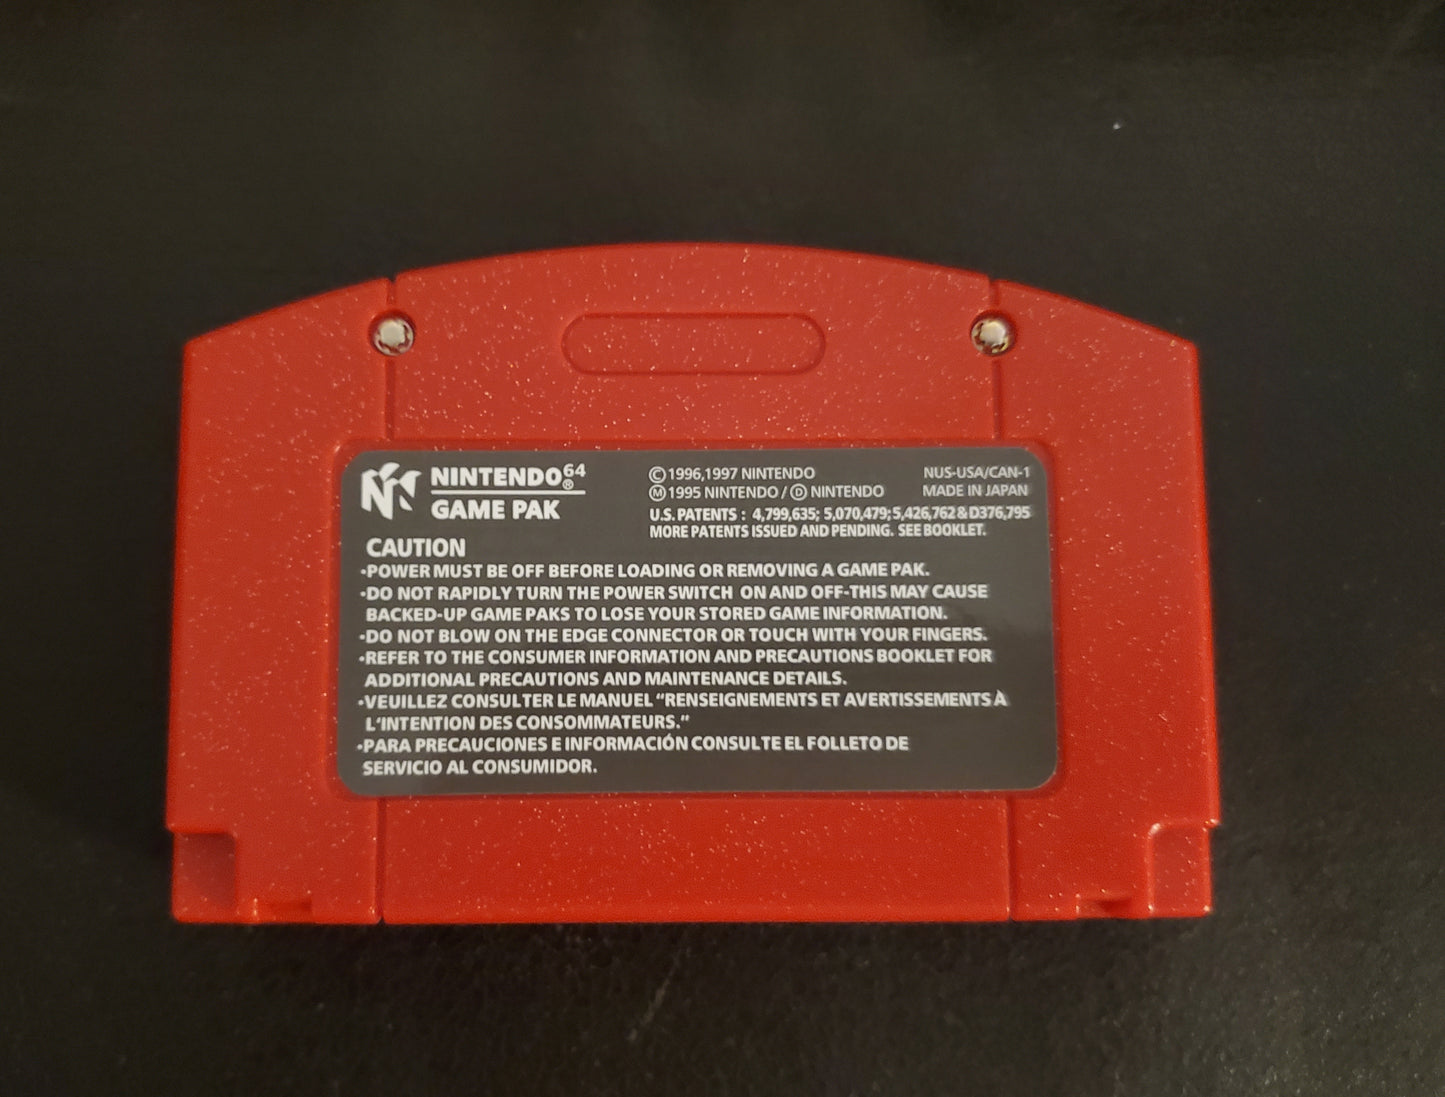 NINTENDO⁶⁴®
GAME PAK
©1996,1997 NINTENDO
Ⓜ1995 NINTENDO / Ⓓ NINTENDO
NUS-USA/CAN-1
MADE IN JAPAN
U.S. PATENTS : 4,799,635; 5,070,479; 5,426,762 & D376,795
MORE PATENTS ISSUED AND PENDING. SEE BOOKLET.
CAUTION
·POWER MUST BE OFF BEFORE LOADING OR REMOVING A GAME PAK.
·DO NOT RAPIDLY TURN THE POWER SWITCH ON AND OFF-THIS MAY CAUSE
BACKED-UP GAME PAKS TO LOSE YOUR STORED GAME INFORMATION.
·DO NOT BLOW ON THE EDGE CONNECTOR OR TOUCH WITH YOUR FINGERS.
·REFER TO THE CONSUMER INFORMATION AND PRECAUTIONS BOOKLET FOR
ADDITIONAL PRECAUTIONS AND MAINTENANCE DETAILS.
·VEUILLEZ CONSULTER LE MANUEL “RENSEIGNEMENTS ET AVERTISSEMENTS À
L'INTENTION DES CONSOMMATEURS.”
·PARA PRECAUCIONES E INFORMACIÓN CONSULTE EL FOLLETO DE
SERVICIO AL CONSUMIDOR.